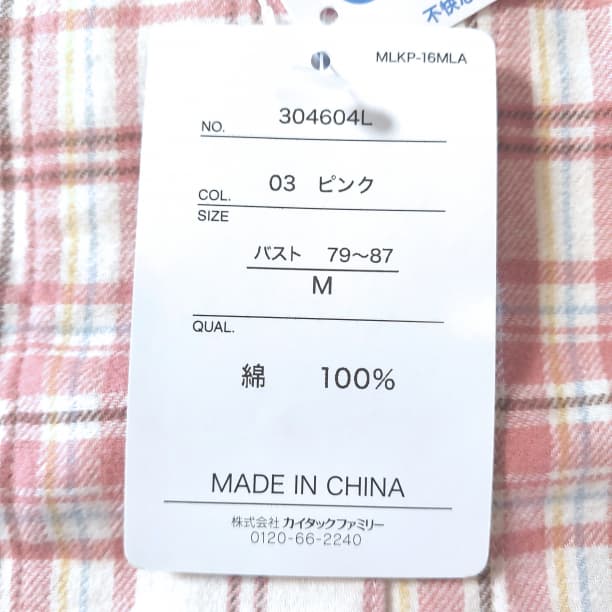 不快
MLKP-16MLA
NO. 304604L
COL. 03 ピンク
SIZE
バスト 79〜87
M
QUAL.
綿 100%
MADE IN CHINA
株式会社 カイタックファミリー
0120-66-2240